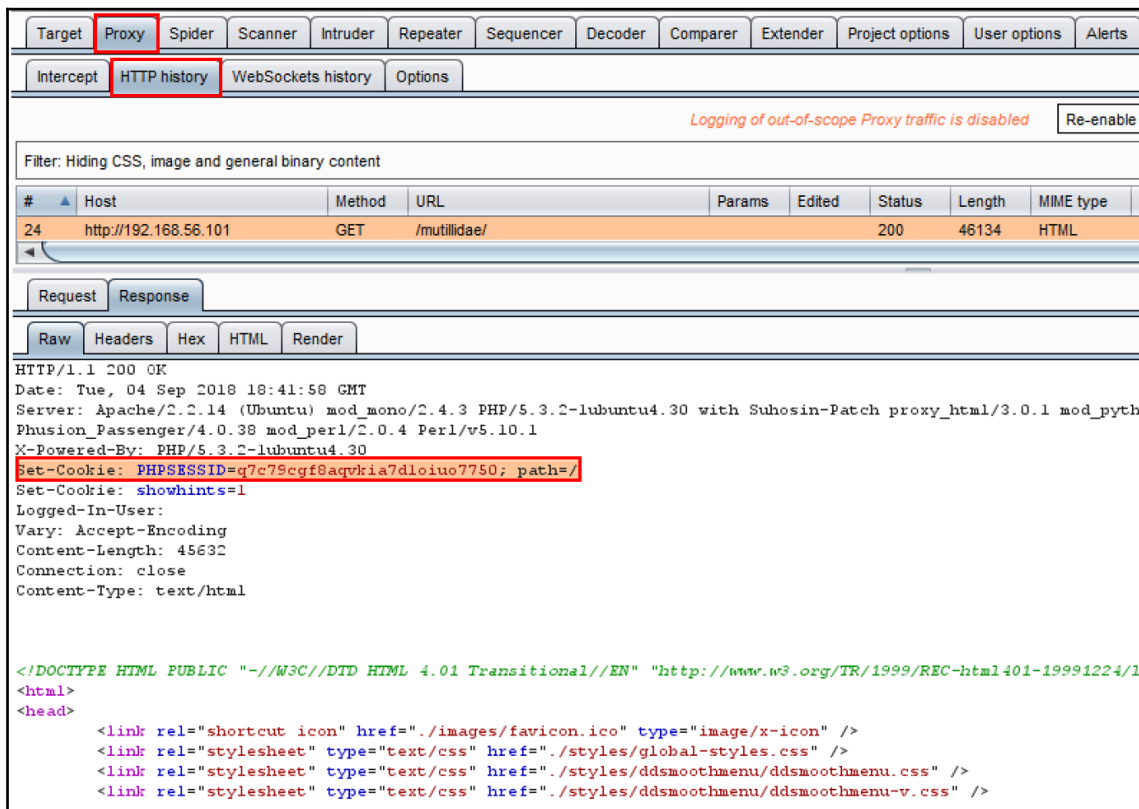 Target Proxy Spider Scanner Intruder Repeater Sequencer Decoder Comparer Extender Project options User options Alerts
Intercept HTTP history WebSockets history Options
Logging of out-of-scope Proxy traffic is disabled Re-enable
Filter: Hiding CSS, image and general binary content
# Host Method URL Params Edited Status Length MIME type
24 http://192.168.56.101 GET /mutillidae/ 200 46134 HTML
Request Response
Raw Headers Hex HTML Render
HTTP/1.1 200 OK
Date: Tue, 04 Sep 2018 18:41:58 GMT
Server: Apache/2.2.14 (Ubuntu) mod_mono/2.4.3 PHP/5.3.2-1ubuntu4.30 with Suhosin-Patch proxy_html/3.0.1 mod_pyth
Phusion_Passenger/4.0.38 mod_perl/2.0.4 Perl/v5.10.1
X-Powered-By: PHP/5.3.2-1ubuntu4.30
Set-Cookie: PHPSESSID=q7c79cgf8aqvkia7dloiuo7750; path=/
Set-Cookie: showhints=1
Logged-In-User:
Vary: Accept-Encoding
Content-Length: 45632
Connection: close
Content-Type: text/html
<!DOCTYPE HTML PUBLIC "-//W3C//DTD HTML 4.01 Transitional//EN" "http://www.w3.org/TR/1999/REC-html401-19991224/l
<html>
<head>
<link rel="shortcut icon" href="./images/favicon.ico" type="image/x-icon" />
<link rel="stylesheet" type="text/css" href="./styles/global-styles.css" />
<link rel="stylesheet" type="text/css" href="./styles/ddsmoothmenu/ddsmoothmenu.css" />
<link rel="stylesheet" type="text/css" href="./styles/ddsmoothmenu/ddsmoothmenu-v.css" />